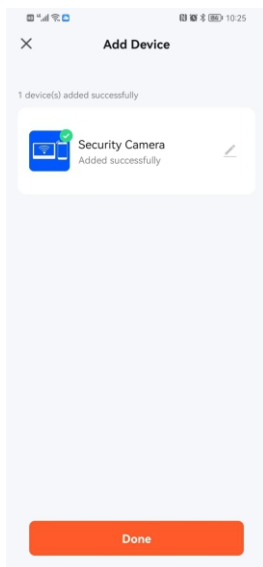 10:25
Add Device
1 device(s) added successfully
Security Camera
Added successfully
Done